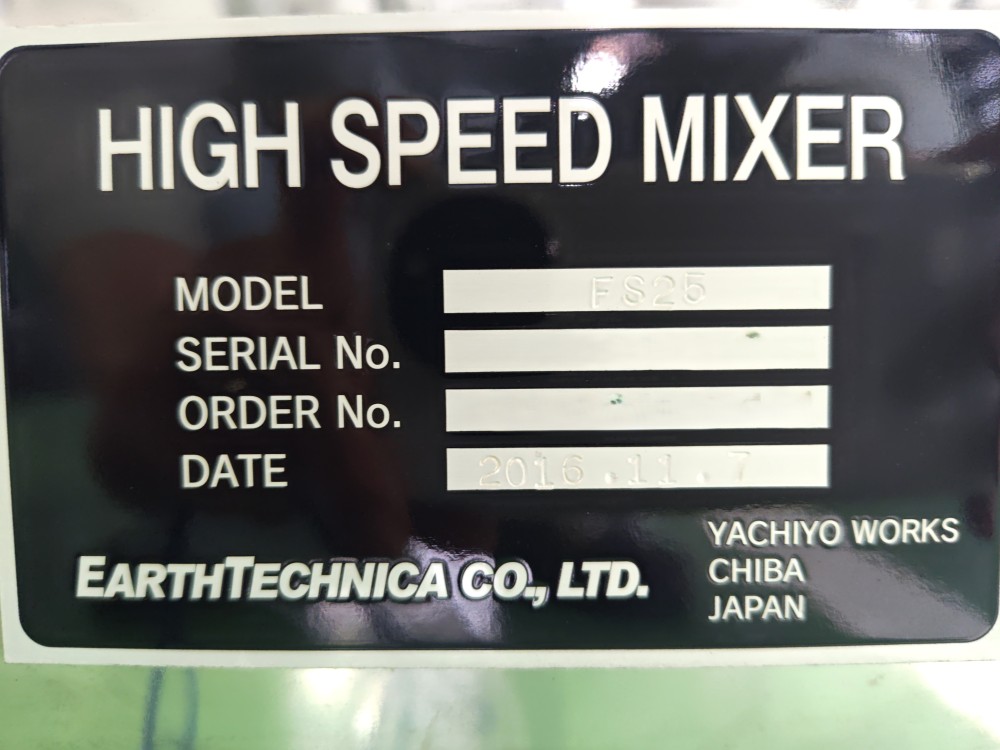 HIGH SPEED MIXER
MODEL FS25
SERIAL No.
ORDER No.
DATE 2016.11.7
EARTHTECHNICA CO., LTD.
YACHIYO WORKS
CHIBA
JAPAN